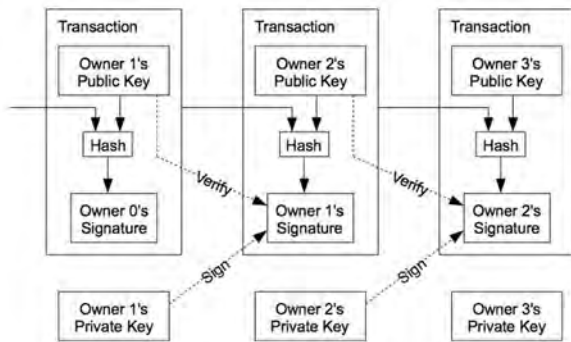 Transaction
Owner 1's
Public Key
Hash
Owner 0's
Signature
Transaction
Owner 2's
Public Key
Hash
Verify
Owner 1's
Signature
Transaction
Owner 3's
Public Key
Hash
Verify
Owner 2's
Signature
Owner 1's
Private Key
Sign
Owner 2's
Private Key
Sign
Owner 3's
Private Key